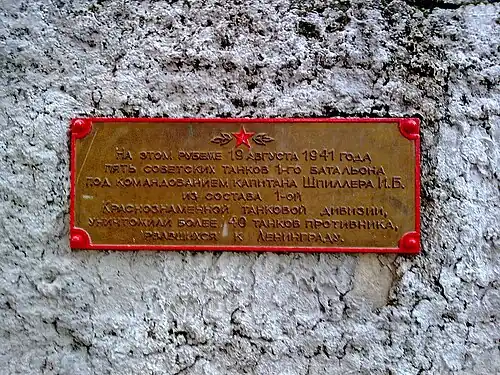 На этом рубеже 19 августа 1941 года
пять советских танков 1-го батальона
под командованием капитана Шпиллера И.Б.
из состава 1-ой
Краснознаменной танковой дивизии,
уничтожили более 40 танков противника,
рвавшихся к Ленинграду.